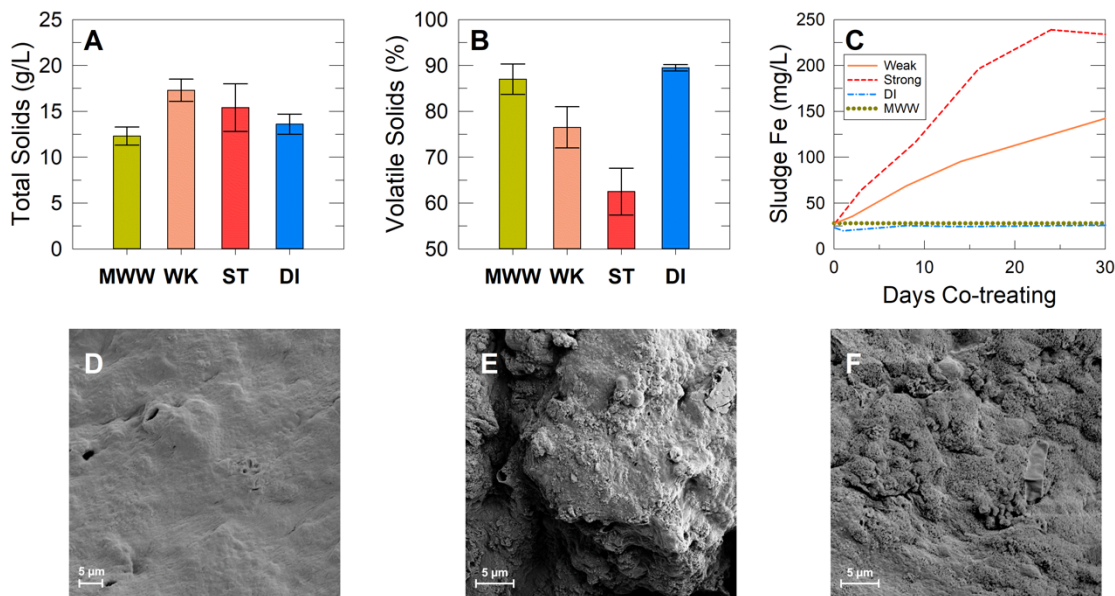 A
Total Solids (g/L)
25
20
15
10
5
0
MWW WK ST DI
B
Volatile Solids (%)
100
90
80
70
60
50
MWW WK ST DI
C
Sludge Fe (mg/L)
250
200
150
100
50
0
Weak
Strong
DI
MWW
0 10 20 30
Days Co-treating
D
5 µm
E
5 µm
F
5 µm